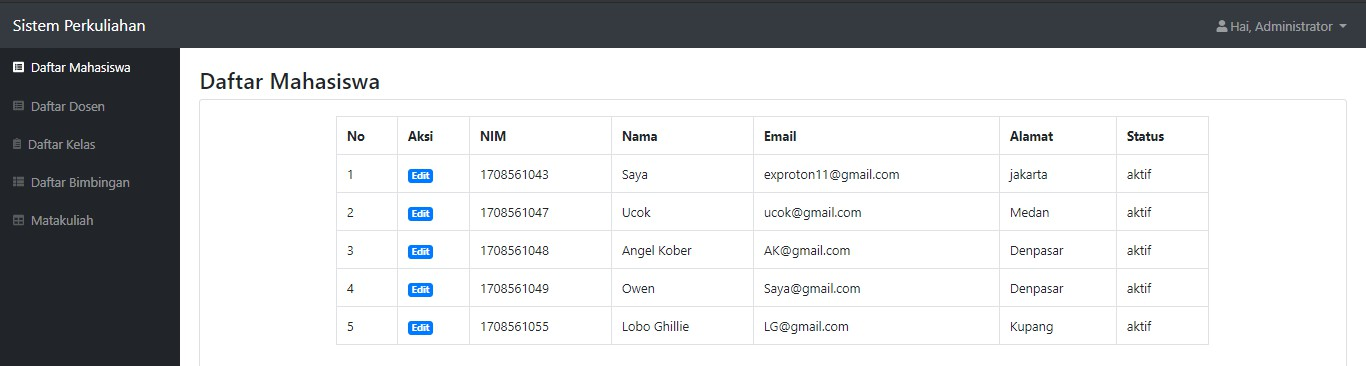 Sistem Perkuliahan
Hai, Administrator
Daftar Mahasiswa
Daftar Dosen
Daftar Kelas
Daftar Bimbingan
Matakuliah
Daftar Mahasiswa
No Aksi NIM Nama Email Alamat Status
1 Edit 1708561043 Saya exproton11@gmail.com jakarta aktif
2 Edit 1708561047 Ucok ucok@gmail.com Medan aktif
3 Edit 1708561048 Angel Kober AK@gmail.com Denpasar aktif
4 Edit 1708561049 Owen Saya@gmail.com Denpasar aktif
5 Edit 1708561055 Lobo Ghillie LG@gmail.com Kupang aktif